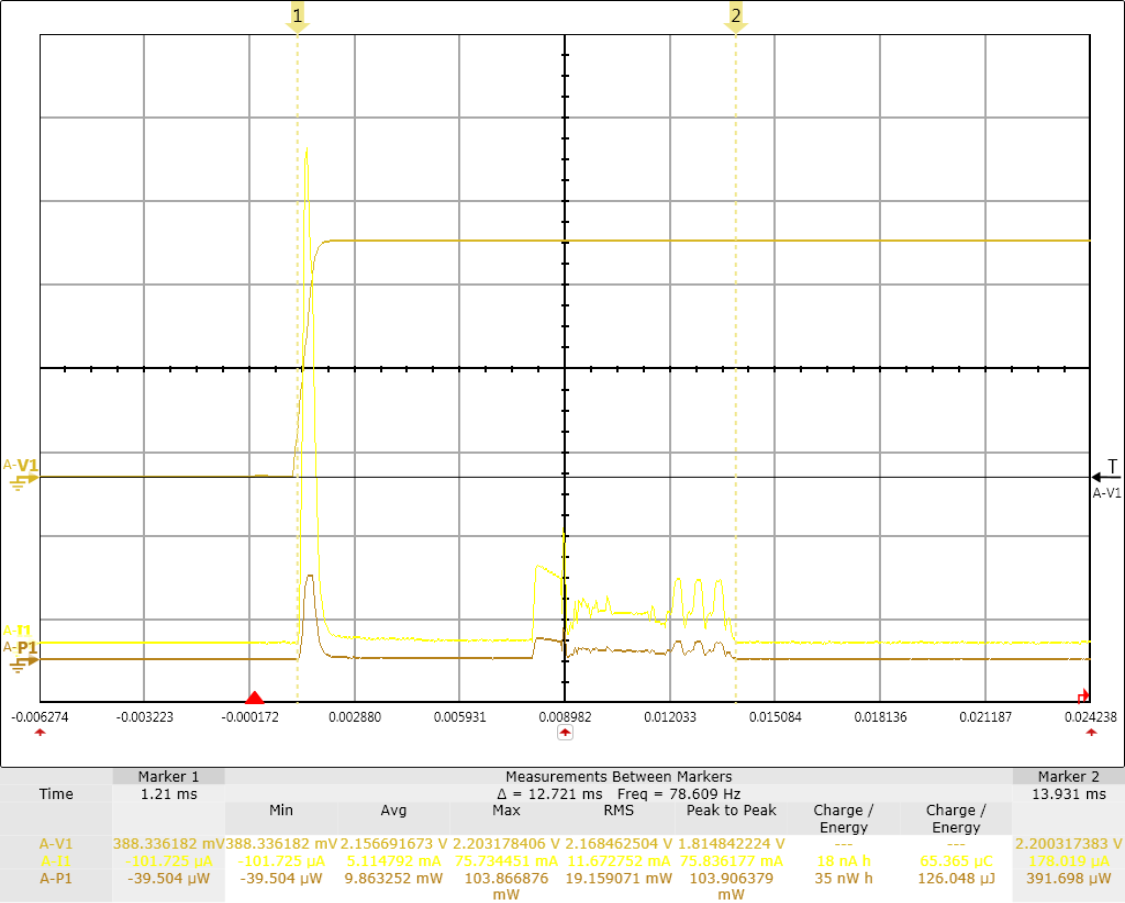 1 2
A-V1
T
A-V1
A-I1
A-P1
-0.006274 -0.003223 -0.000172 0.002880 0.005931 0.008982 0.012033 0.015084 0.018136 0.021187 0.024238
Marker 1 Measurements Between Markers Marker 2
Time 1.21 ms Δ = 12.721 ms Freq = 78.609 Hz 13.931 ms
Min Avg Max RMS Peak to Peak Charge / Energy Charge / Energy
A-V1 388.336182 mV 388.336182 mV 2.156691673 V 2.203178406 V 2.168462504 V 1.814842224 V --- --- 2.200317383 V
A-I1 -101.725 µA -101.725 µA 5.114792 mA 75.734451 mA 11.672752 mA 75.836177 mA 18 nA h 65.365 µC 178.019 µA
A-P1 -39.504 µW -39.504 µW 9.863252 mW 103.866876 mW 19.159071 mW 103.906379 mW 35 nW h 126.048 µJ 391.698 µW